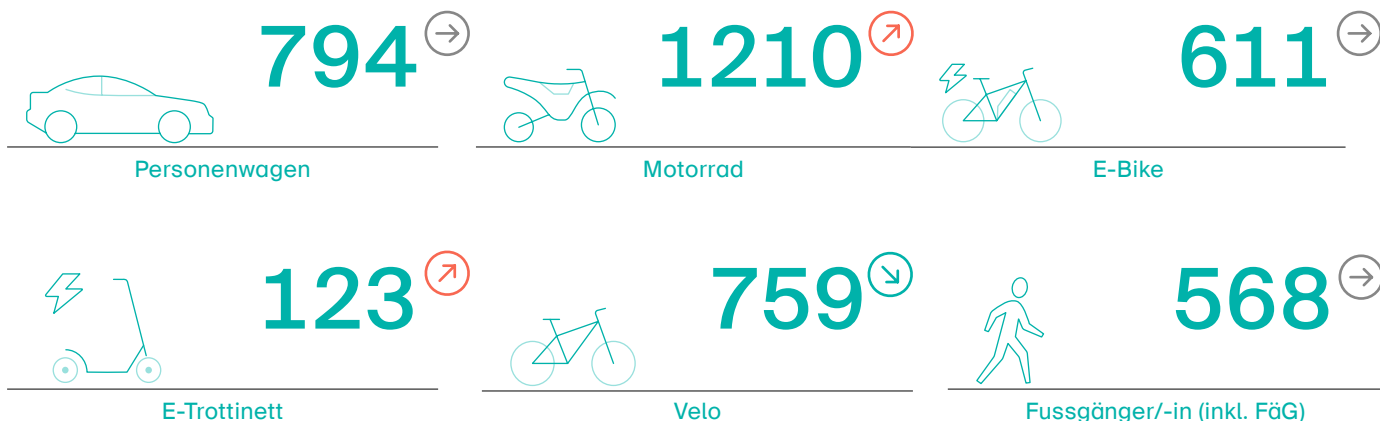 794
1210
611
Personenwagen
Motorrad
E-Bike
123
759
568
E-Trottinett
Velo
Fussgänger/-in (inkl. FäG)